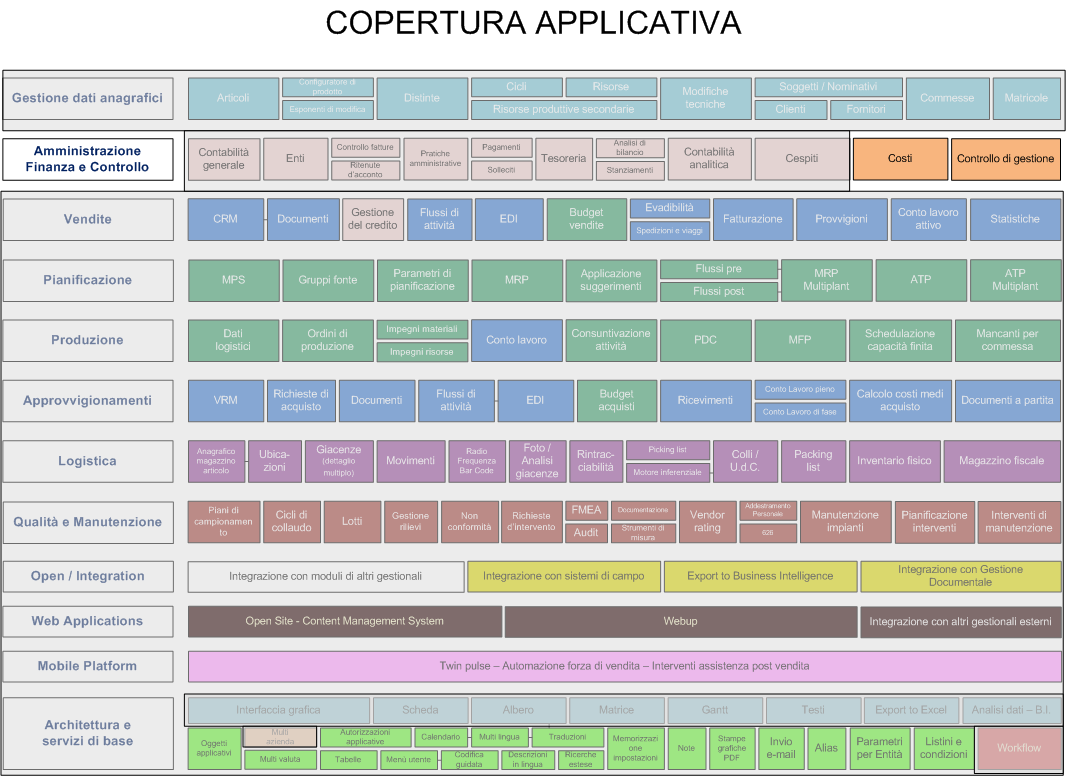 COPERTURA APPLICATIVA
Gestione dati anagrafici
Articoli
Configuratore di
prodotto
Esponenti di modifica
Distinte
Cicli
Risorse
Risorse produttive secondarie
Modifiche
tecniche
Soggetti / Nominativi
Clienti
Fornitori
Commesse
Matricole
Amministrazione
Finanza e Controllo
Contabilità
generale
Enti
Controllo fatture
Ritenute
d'acconto
Pratiche
amministrative
Pagamenti
Solleciti
Tesoreria
Analisi di
bilancio
Stanziamenti
Contabilità
analitica
Cespiti
Costi
Controllo di gestione
Vendite
CRM
Documenti
Gestione
del credito
Flussi di
attività
EDI
Budget
vendite
Evadibilità
Spedizioni e viaggi
Fatturazione
Provvigioni
Conto lavoro
attivo
Statistiche
Pianificazione
MPS
Gruppi fonte
Parametri di
pianificazione
MRP
Applicazione
suggerimenti
Flussi pre
Flussi post
MRP
Multiplant
ATP
ATP
Multiplant
Produzione
Dati
logistici
Ordini di
produzione
Impegni materiali
Impegni risorse
Conto lavoro
Consuntivazione
attività
PDC
MFP
Schedulazione
capacità finita
Mancanti per
commessa
Approvvigionamenti
VRM
Richieste di
acquisto
Documenti
Flussi di
attività
EDI
Budget
acquisti
Ricevimenti
Conto Lavoro pieno
Conto Lavoro di fase
Calcolo costi medi
acquisto
Documenti a partita
Logistica
Anagrafico
magazzino
articolo
Ubica-
zioni
Giacenze
(dettaglio
multiplo)
Movimenti
Radio
Frequenza
Bar Code
Foto /
Analisi
giacenze
Rintrac-
ciabilità
Picking list
Motore inferenziale
Colli /
U.d.C.
Packing
list
Inventario fisico
Magazzino fiscale
Qualità e Manutenzione
Piani di
campionamen
to
Cicli di
collaudo
Lotti
Gestione
rilievi
Non
conformità
Richieste
d'intervento
FMEA
Audit
Documentazione
Strumenti di
misura
Vendor
rating
Addestramento
Personale
626
Manutenzione
impianti
Pianificazione
interventi
Interventi di
manutenzione
Open / Integration
Integrazione con moduli di altri gestionali
Integrazione con sistemi di campo
Export to Business Intelligence
Integrazione con Gestione
Documentale
Web Applications
Open Site - Content Management System
Webup
Integrazione con altri gestionali esterni
Mobile Platform
Twin pulse – Automazione forza di vendita – Interventi assistenza post vendita
Architettura e
servizi di base
Interfaccia grafica
Scheda
Albero
Matrice
Gantt
Testi
Export to Excel
Analisi dati – B.I.
Oggetti
applicativi
Multi
azienda
Multi valuta
Autorizzazioni
applicative
Tabelle
Calendario
Menù utente
Multi lingua
Codifica
guidata
Traduzioni
Descrizioni
in lingua
Ricerche
estese
Memorizzazi
one
impostazioni
Note
Stampe
grafiche
PDF
Invio
e-mail
Alias
Parametri
per Entità
Listini e
condizioni
Workflow